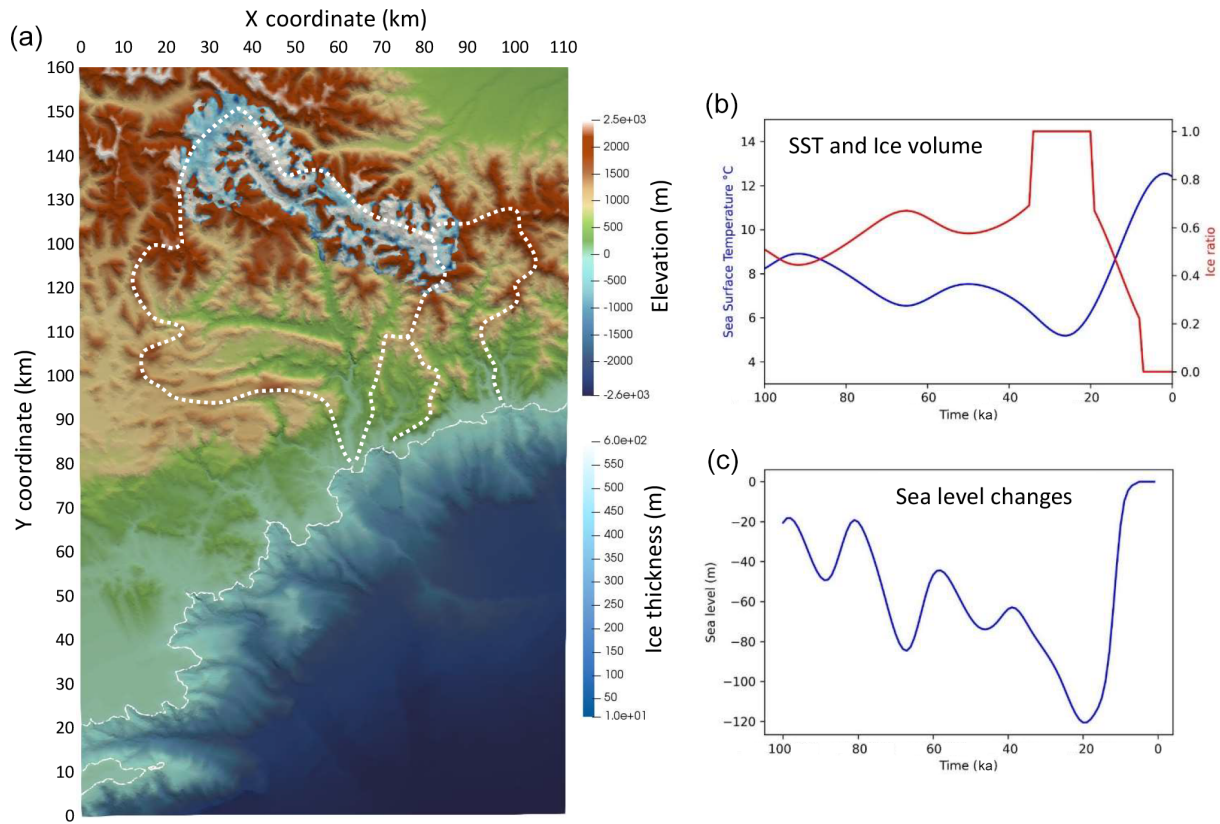 (a)
X coordinate (km)
0 10 20 30 40 50 60 70 80 90 100 110
Y coordinate (km)
160
150
140
130
100
120
110
100
90
80
70
60
50
40
30
20
10
0
Elevation (m)
2.5e+03
2000
1500
1000
500
0
-500
-1000
-1500
-2000
-2.6e+03
Ice thickness (m)
6.0e+02
550
500
450
400
350
300
250
200
150
100
50
1.0e+01
(b)
SST and Ice volume
Sea Surface Temperature °C
14
12
10
8
6
4
Ice ratio
1.0
0.8
0.6
0.4
0.2
0.0
100 80 60 40 20 0
Time (ka)
(c)
Sea level changes
Sea level (m)
0
−20
−40
−60
−80
−100
−120
100 80 60 40 20 0
Time (ka)